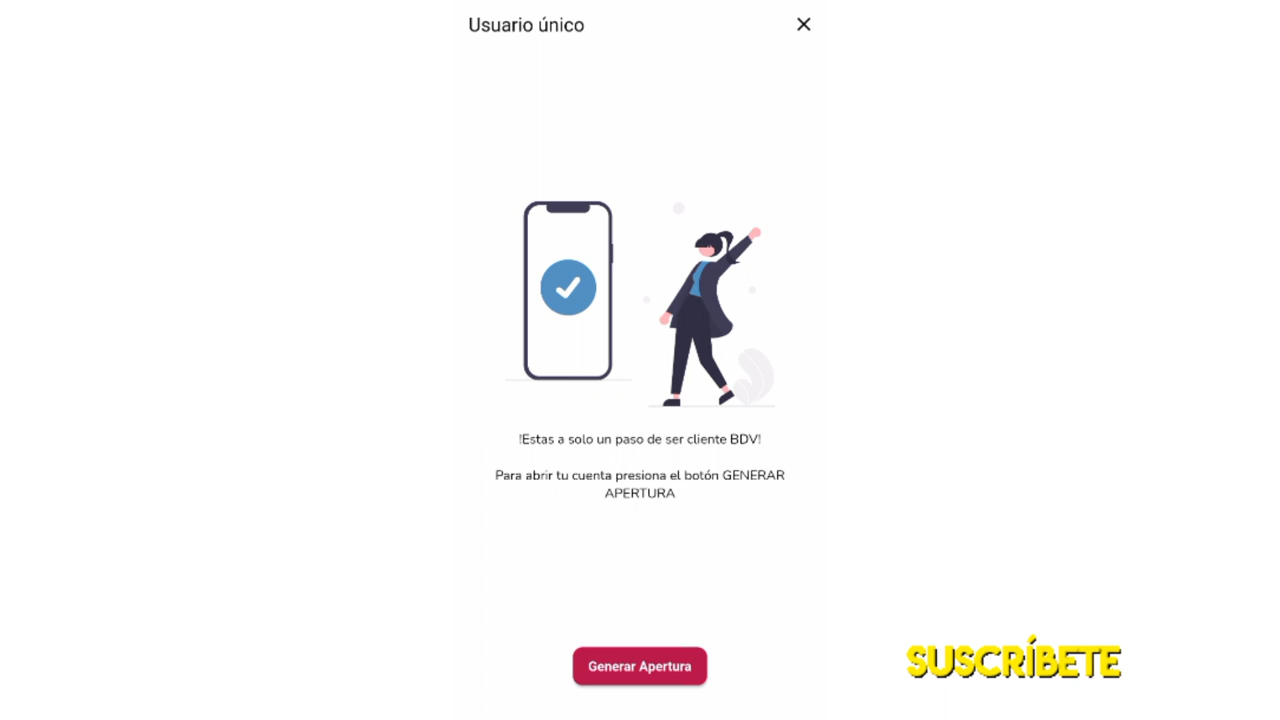 Usuario único
!Estas a solo un paso de ser cliente BDV!
Para abrir tu cuenta presiona el botón GENERAR
APERTURA
Generar Apertura
SUSCRÍBETE